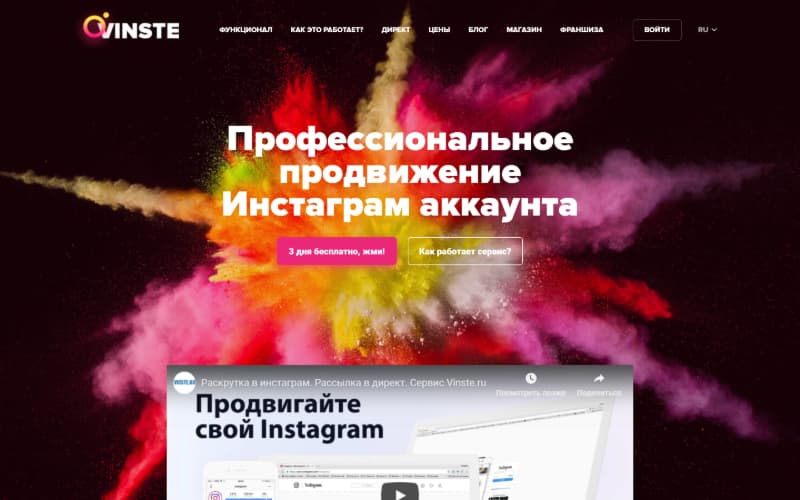 VINSTE
ФУНКЦИОНАЛ КАК ЭТО РАБОТАЕТ? ДИРЕКТ ЦЕНЫ БЛОГ МАГАЗИН ФРАНШИЗА ВОЙТИ RU
Профессиональное
продвижение
Инстаграм аккаунта
3 дня бесплатно, жми! Как работает сервис?
VINSTE.RU Раскрутка в инстаграм. Рассылка в директ. Сервис Vinste.ru
Посмотреть позже Поделиться
Продвигайте
свой Instagram
Instagram